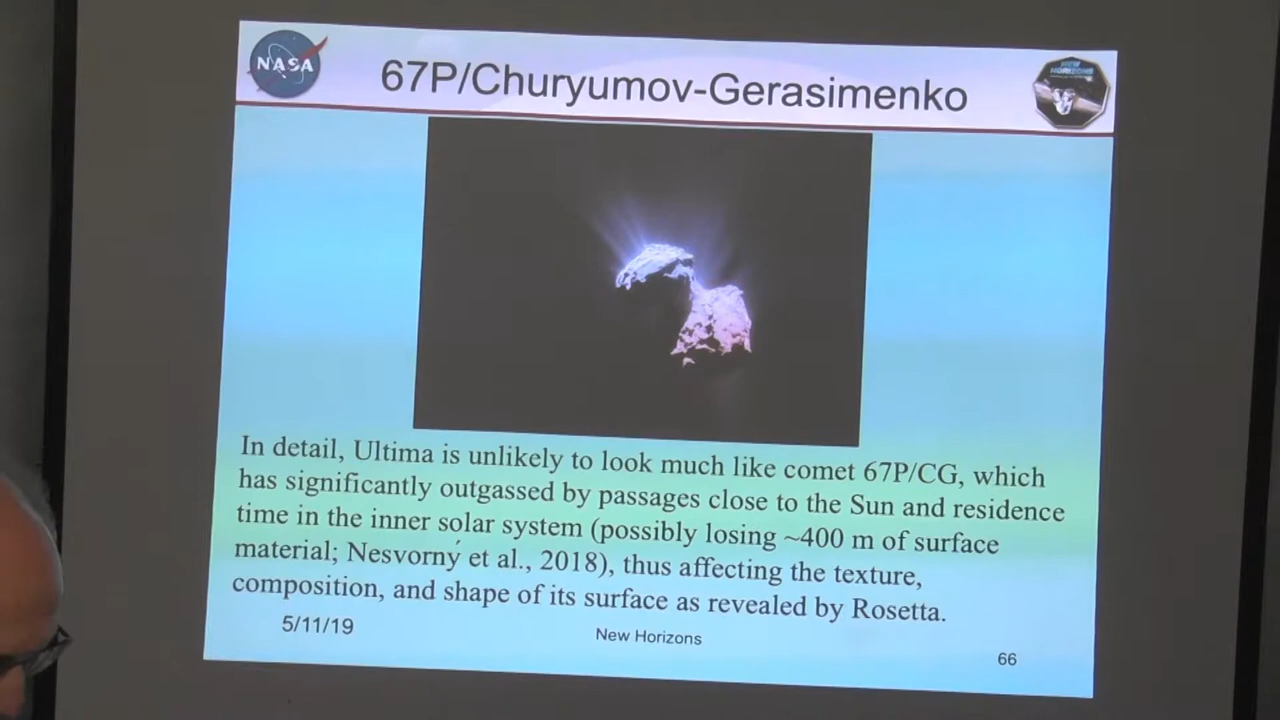 NASA
67P/Churyumov-Gerasimenko
NEW
HORIZONS
In detail, Ultima is unlikely to look much like comet 67P/CG, which
has significantly outgassed by passages close to the Sun and residence
time in the inner solar system (possibly losing ~400 m of surface
material; Nesvorný et al., 2018), thus affecting the texture,
composition, and shape of its surface as revealed by Rosetta.
5/11/19
New Horizons
66